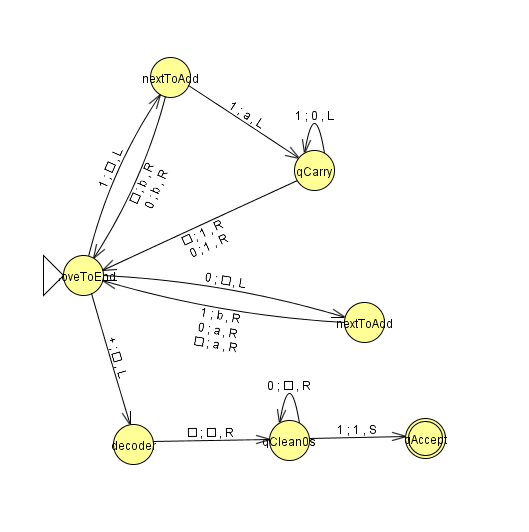 nextToAdd
1 ; a , L
1 ; 0 , L
qCarry
1 ; □ , L
□ ; b , R
0 ; b , R
□ ; 1 , R
0 ; 1 , R
oveToEnd
0 ; □ , L
1 ; b , R
0 ; a , R
□ ; a , R
nextToAdd
+ ; □ , L
0 ; □ , R
decoder
□ ; □ , R
qClean0s
1 ; 1 , S
qAccept